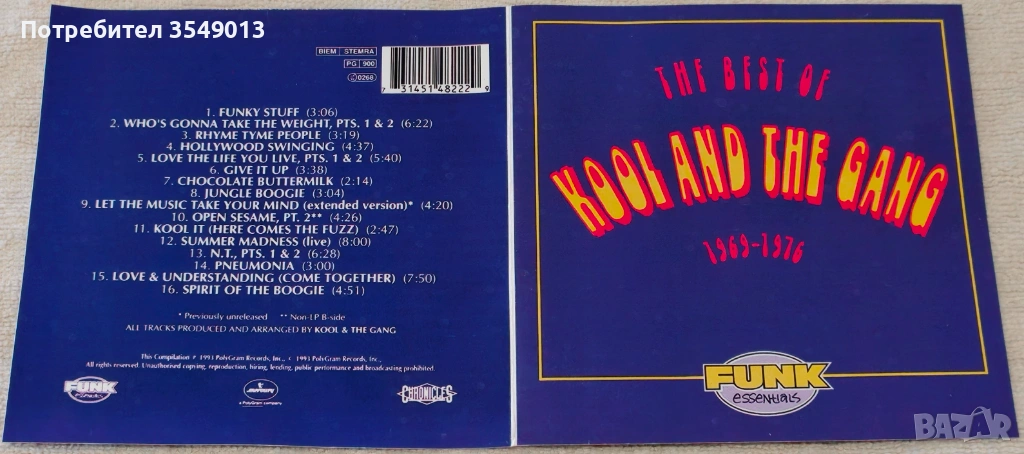 Потребител 3549013
BIEM STEMRA
PG 900
0268
7 31451 48222 9
1. FUNKY STUFF (3:06)
2. WHO'S GONNA TAKE THE WEIGHT, PTS. 1 & 2 (6:22)
3. RHYME TYME PEOPLE (3:19)
4. HOLLYWOOD SWINGING (4:37)
5. LOVE THE LIFE YOU LIVE, PTS. 1 & 2 (5:40)
6. GIVE IT UP (3:38)
7. CHOCOLATE BUTTERMILK (2:14)
8. JUNGLE BOOGIE (3:04)
9. LET THE MUSIC TAKE YOUR MIND (extended version)* (4:20)
10. OPEN SESAME, PT. 2** (4:26)
11. KOOL IT (HERE COMES THE FUZZ) (2:47)
12. SUMMER MADNESS (live) (8:00)
13. N.T., PTS. 1 & 2 (6:28)
14. PNEUMONIA (3:00)
15. LOVE & UNDERSTANDING (COME TOGETHER) (7:50)
16. SPIRIT OF THE BOOGIE (4:51)
* Previously unreleased ** Non-LP B-side
ALL TRACKS PRODUCED AND ARRANGED BY KOOL & THE GANG
This Compilation ℗ 1993 PolyGram Records, Inc., © 1993 PolyGram Records, Inc.,
All rights reserved. Unauthorised copying, reproduction, hiring, lending, public performance and broadcasting prohibited.
FUNK
essentials
mercury
a PolyGram company
CHRONICLES
THE BEST OF
KOOL AND THE GANG
1969-1976
FUNK
essentials
BAZAR